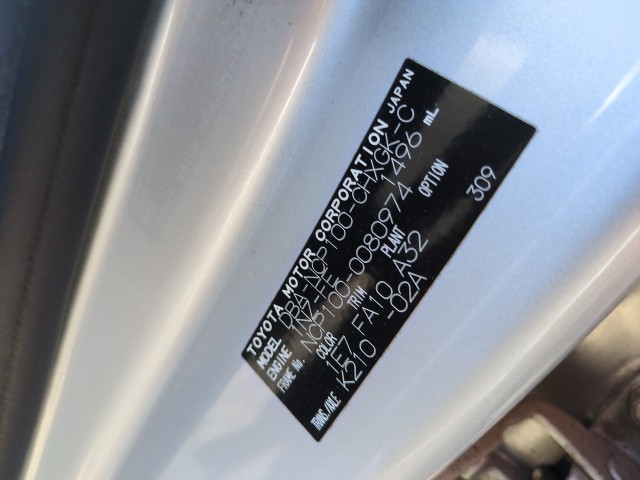 TOYOTA MOTOR CORPORATION JAPAN
MODEL DBA-NCP100-CHXGK-C
ENGINE 1NZ-FE 1496 mL
FRAME No. NCP100-0080974
COLOR TRIM PLANT OPTION
1E7 FA10 A32
TRANS./AXLE K210 -02A 309